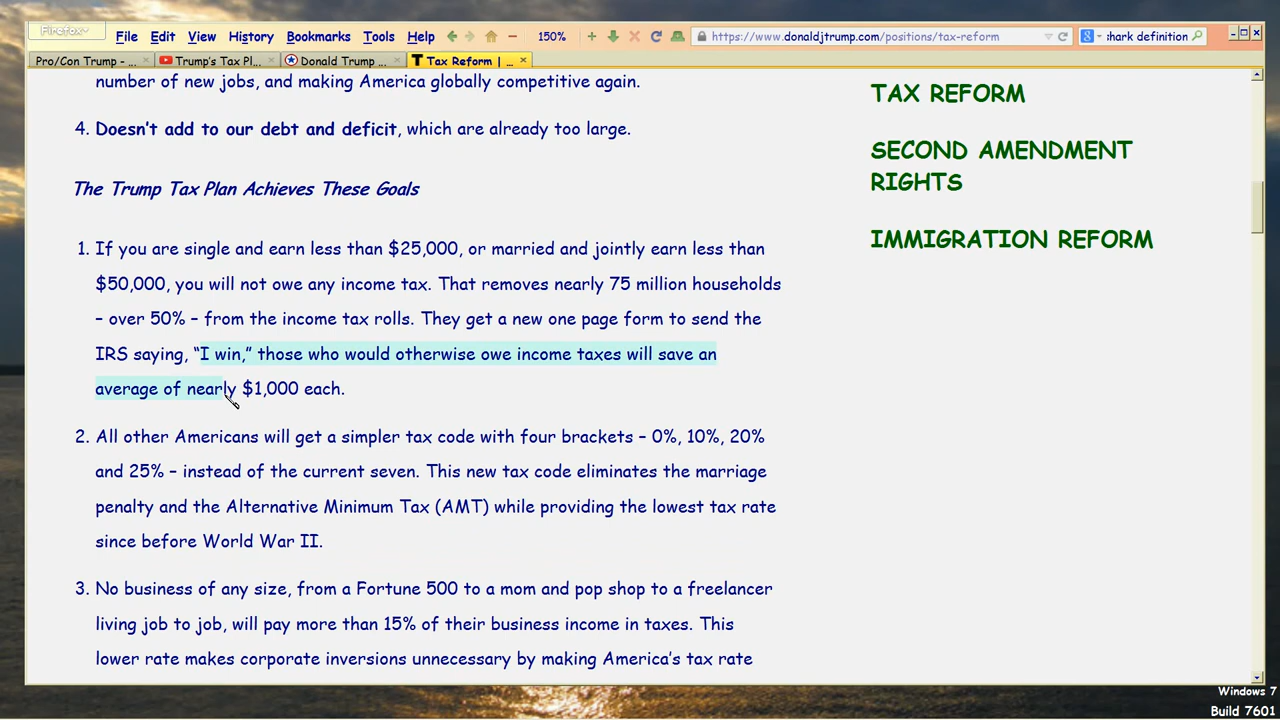 Firefox
File Edit View History Bookmarks Tools Help 150% https://www.donaldjtrump.com/positions/tax-reform hark definition
Pro/Con Trump - ... Trump's Tax Pl... Donald Trump ... Tax Reform | ...
number of new jobs, and making America globally competitive again.
4. Doesn't add to our debt and deficit, which are already too large.
The Trump Tax Plan Achieves These Goals
1. If you are single and earn less than $25,000, or married and jointly earn less than
$50,000, you will not owe any income tax. That removes nearly 75 million households
– over 50% – from the income tax rolls. They get a new one page form to send the
IRS saying, “I win,” those who would otherwise owe income taxes will save an
average of nearly $1,000 each.
2. All other Americans will get a simpler tax code with four brackets – 0%, 10%, 20%
and 25% – instead of the current seven. This new tax code eliminates the marriage
penalty and the Alternative Minimum Tax (AMT) while providing the lowest tax rate
since before World War II.
3. No business of any size, from a Fortune 500 to a mom and pop shop to a freelancer
living job to job, will pay more than 15% of their business income in taxes. This
lower rate makes corporate inversions unnecessary by making America's tax rate
TAX REFORM
SECOND AMENDMENT
RIGHTS
IMMIGRATION REFORM
Windows 7
Build 7601